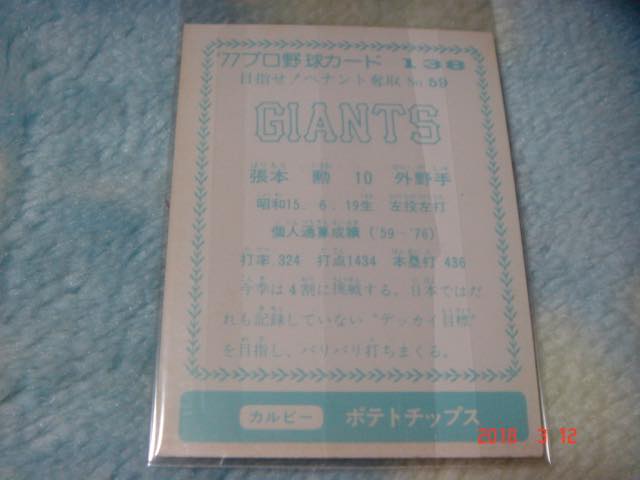 '77プロ野球カード 138
目指せ!ペナント奪取 No.59
GIANTS
張本 勲 10 外野手
昭和15.6.19生 左投左打
個人通算成績('59〜'76)
打率.324 打点1434 本塁打436
今季は4割に挑戦する。日本ではだ
れも記録していない“デッカイ目標”
を目指し、バリバリ打ちまくる。
カルビー ポテトチップス
2018 3 12